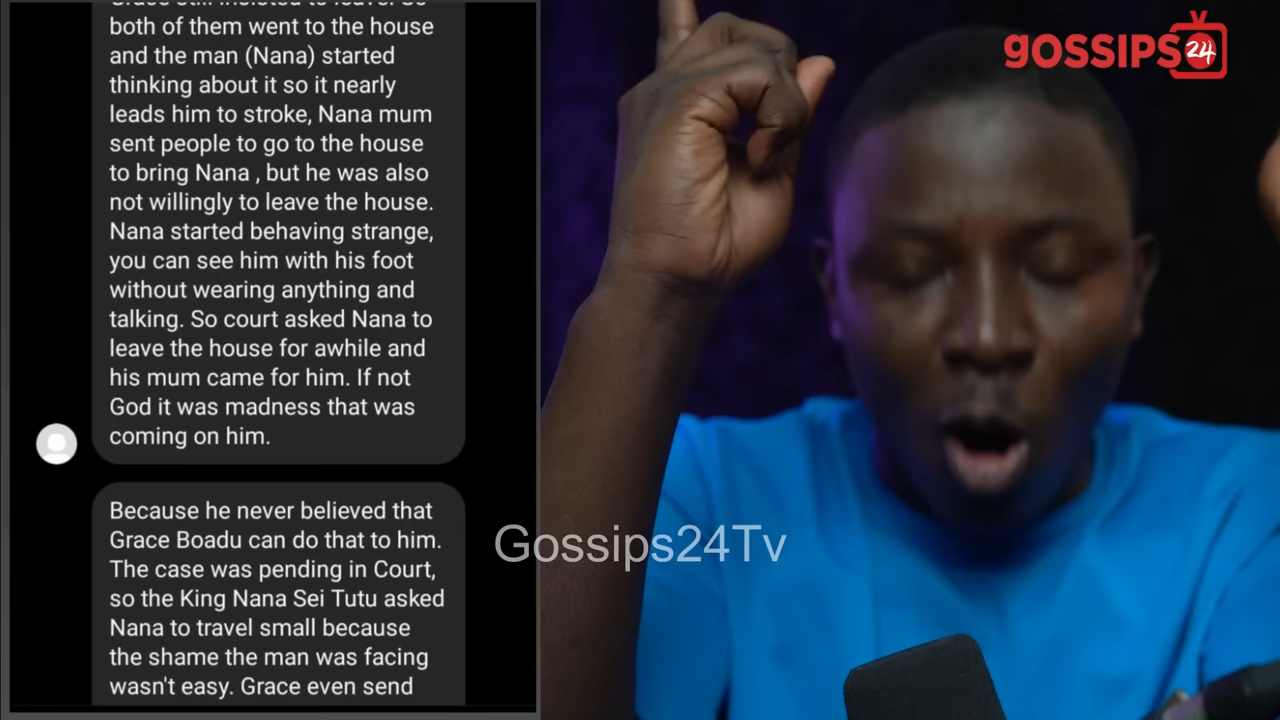 both of them went to the house
and the man (Nana) started
thinking about it so it nearly
leads him to stroke, Nana mum
sent people to go to the house
to bring Nana , but he was also
not willingly to leave the house.
Nana started behaving strange,
you can see him with his foot
without wearing anything and
talking. So court asked Nana to
leave the house for awhile and
his mum came for him. If not
God it was madness that was
coming on him.
Because he never believed that
Grace Boadu can do that to him.
The case was pending in Court,
so the King Nana Sei Tutu asked
Nana to travel small because
the shame the man was facing
wasn't easy. Grace even send
GOSSIPS 24
Gossips24Tv